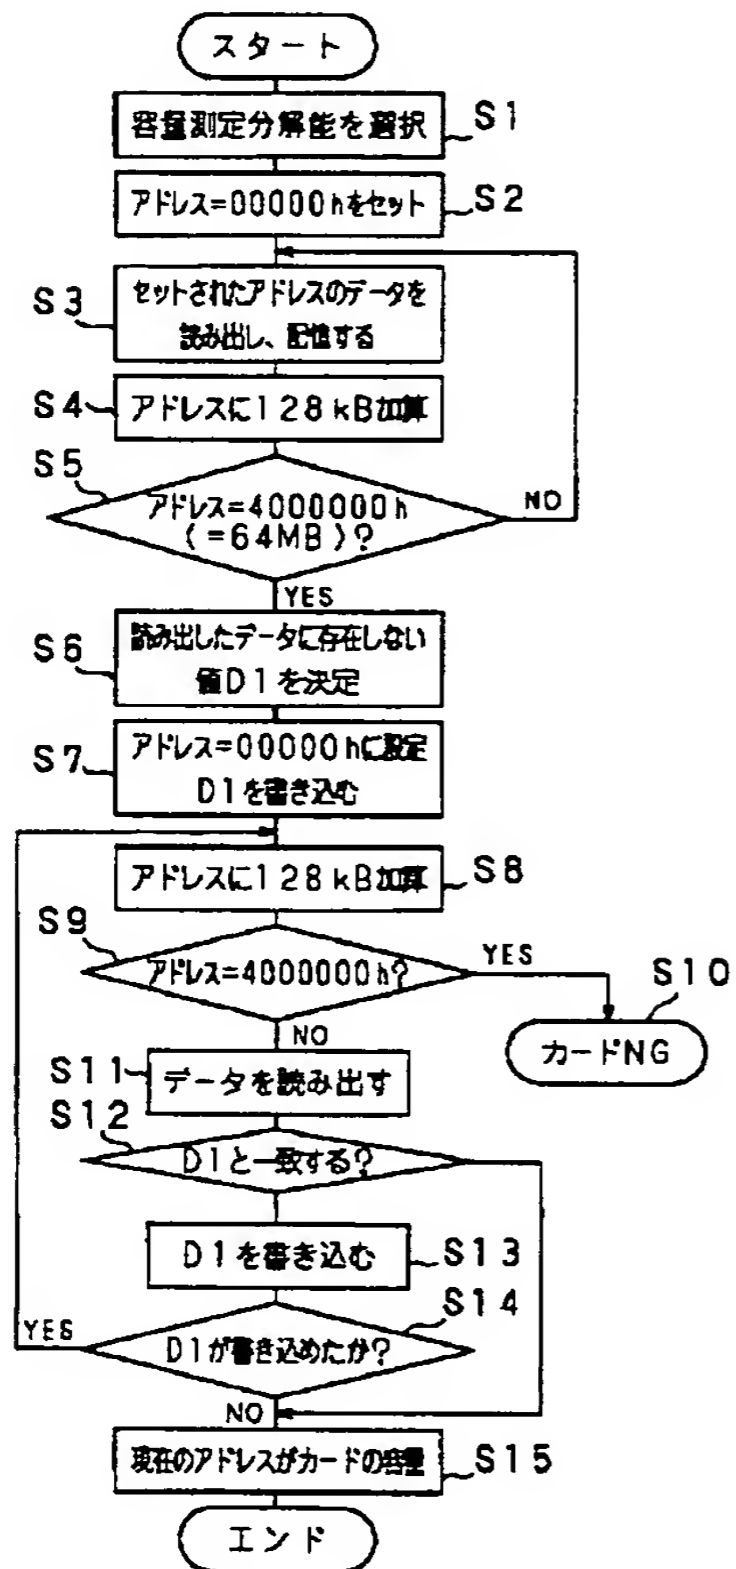 スタート
容量測定分解能を選択
S1
アドレス=00000hをセット
S2
セットされたアドレスのデータを
読み出し、記憶する
S3
S4
アドレスに128kB加算
S5
アドレス=4000000h
(=64MB)?
NO
YES
読み出したデータに存在しない
値D1を決定
S6
アドレス=00000hに設定
D1を書き込む
S7
アドレスに128kB加算
S8
S9
アドレス=4000000h?
YES
S10
カードNG
NO
S11
データを読み出す
S12
D1と一致する?
D1を書き込む
S13
S14
YES
D1が書き込めたか?
NO
現在のアドレスがカードの容量
S15
エンド